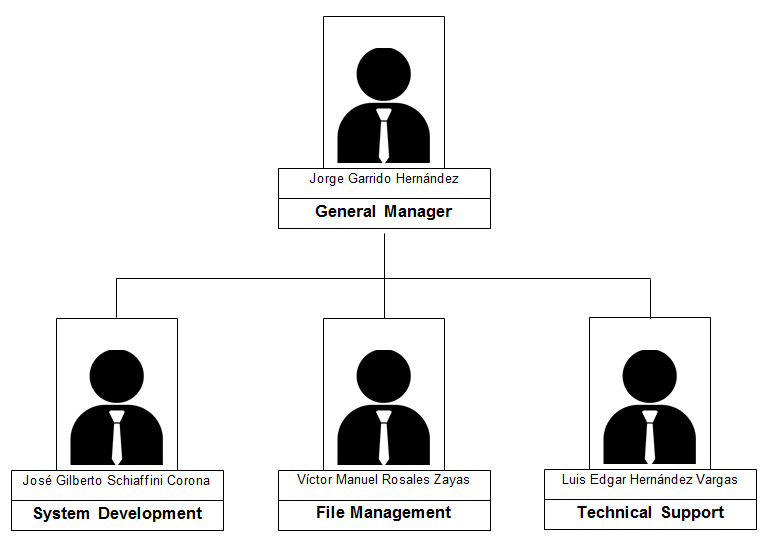 Jorge Garrido Hernández
General Manager
José Gilberto Schiaffini Corona
System Development
Víctor Manuel Rosales Zayas
File Management
Luis Edgar Hernández Vargas
Technical Support